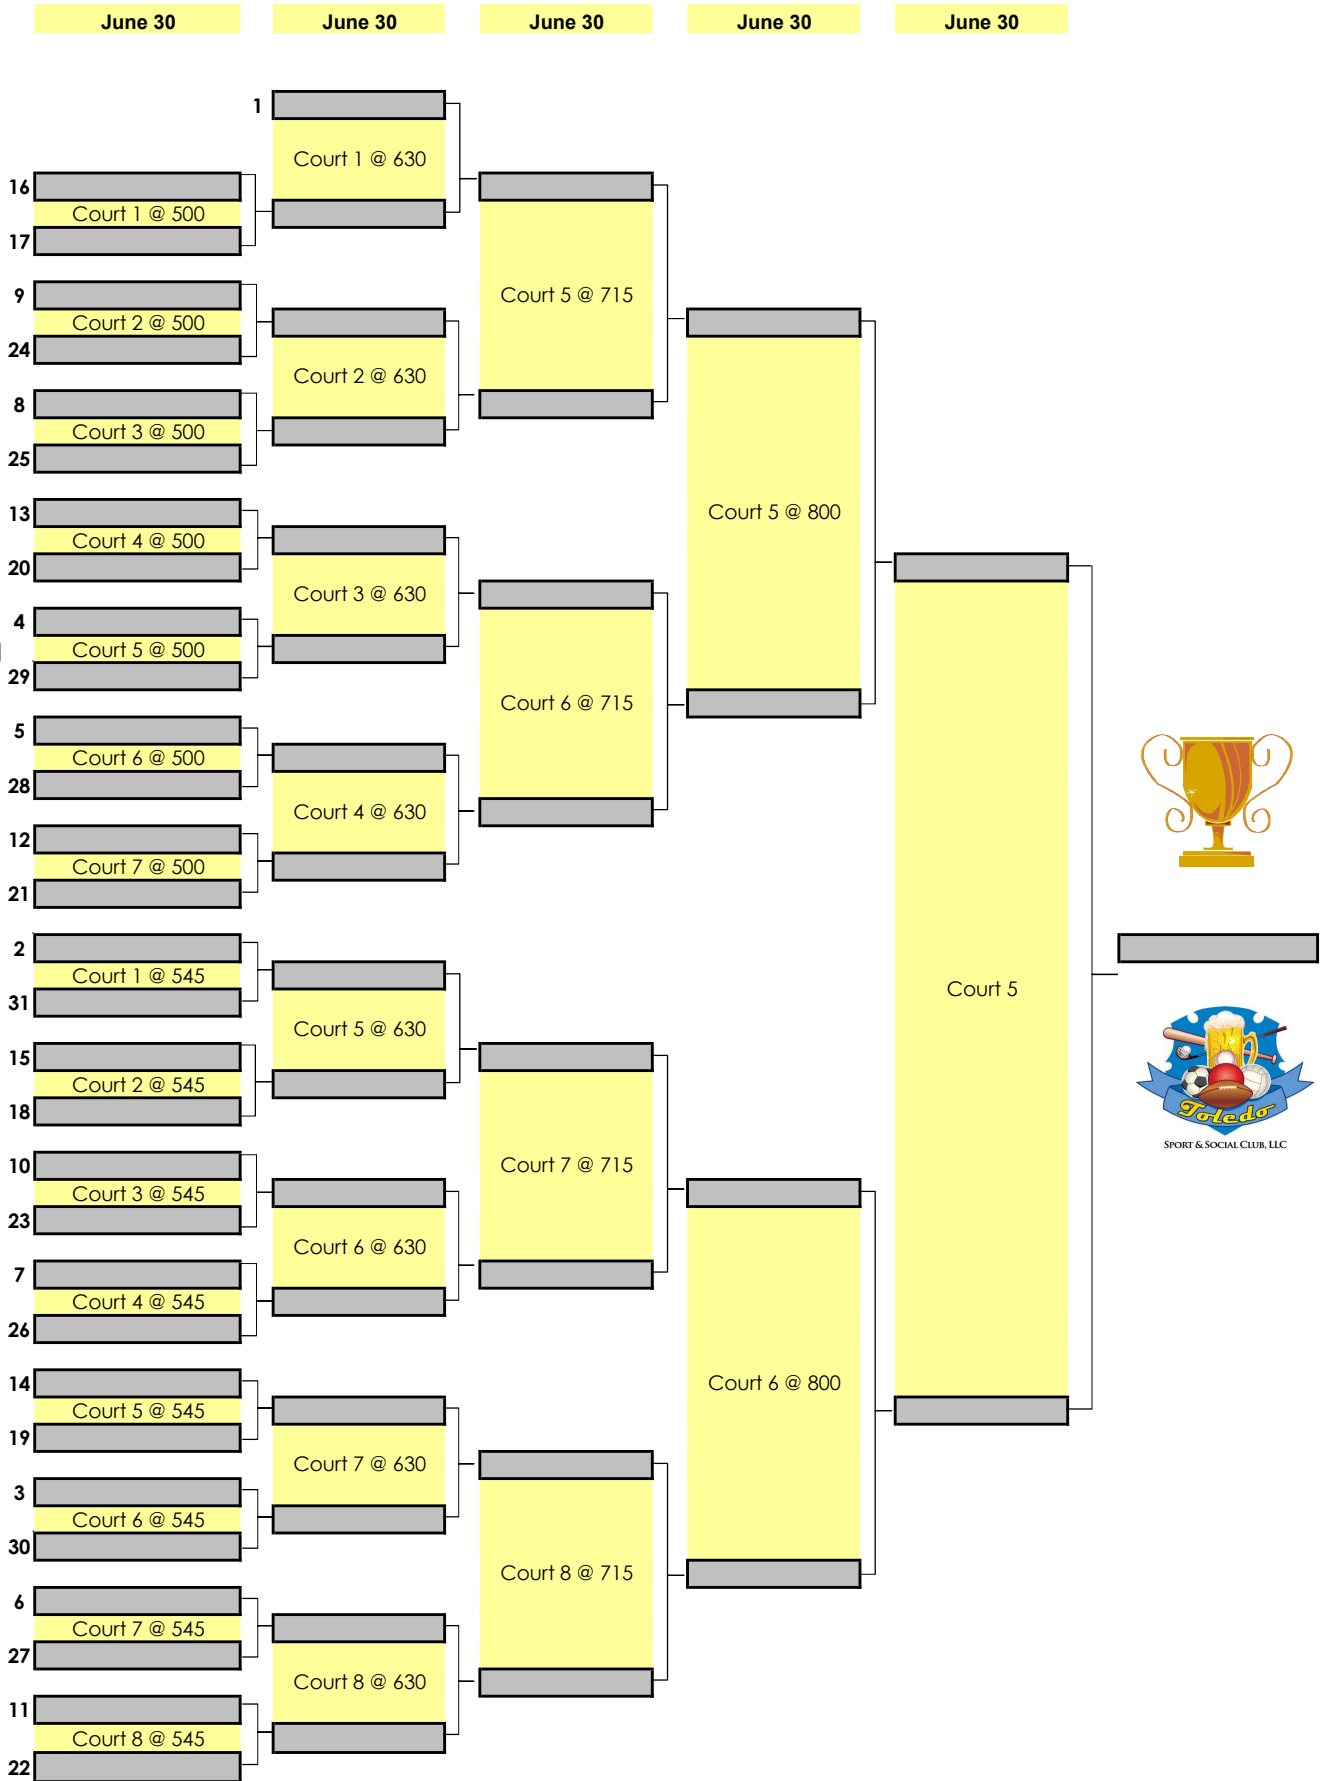 June 30 June 30 June 30 June 30 June 30
1
Court 1 @ 630
16
Court 1 @ 500
17
9
Court 5 @ 715
Court 2 @ 500
24
Court 2 @ 630
8
Court 3 @ 500
25
13
Court 5 @ 800
Court 4 @ 500
20
Court 3 @ 630
4
Court 5 @ 500
29
Court 6 @ 715
5
Court 6 @ 500
28
Court 4 @ 630
12
Court 7 @ 500
21
2
Court 1 @ 545
Court 5
31
Court 5 @ 630
15
Court 2 @ 545
18
Toledo
SPORT & SOCIAL CLUB, LLC
10
Court 7 @ 715
Court 3 @ 545
23
Court 6 @ 630
7
Court 4 @ 545
26
14
Court 6 @ 800
Court 5 @ 545
19
Court 7 @ 630
3
Court 6 @ 545
30
Court 8 @ 715
6
Court 7 @ 545
27
Court 8 @ 630
11
Court 8 @ 545
22